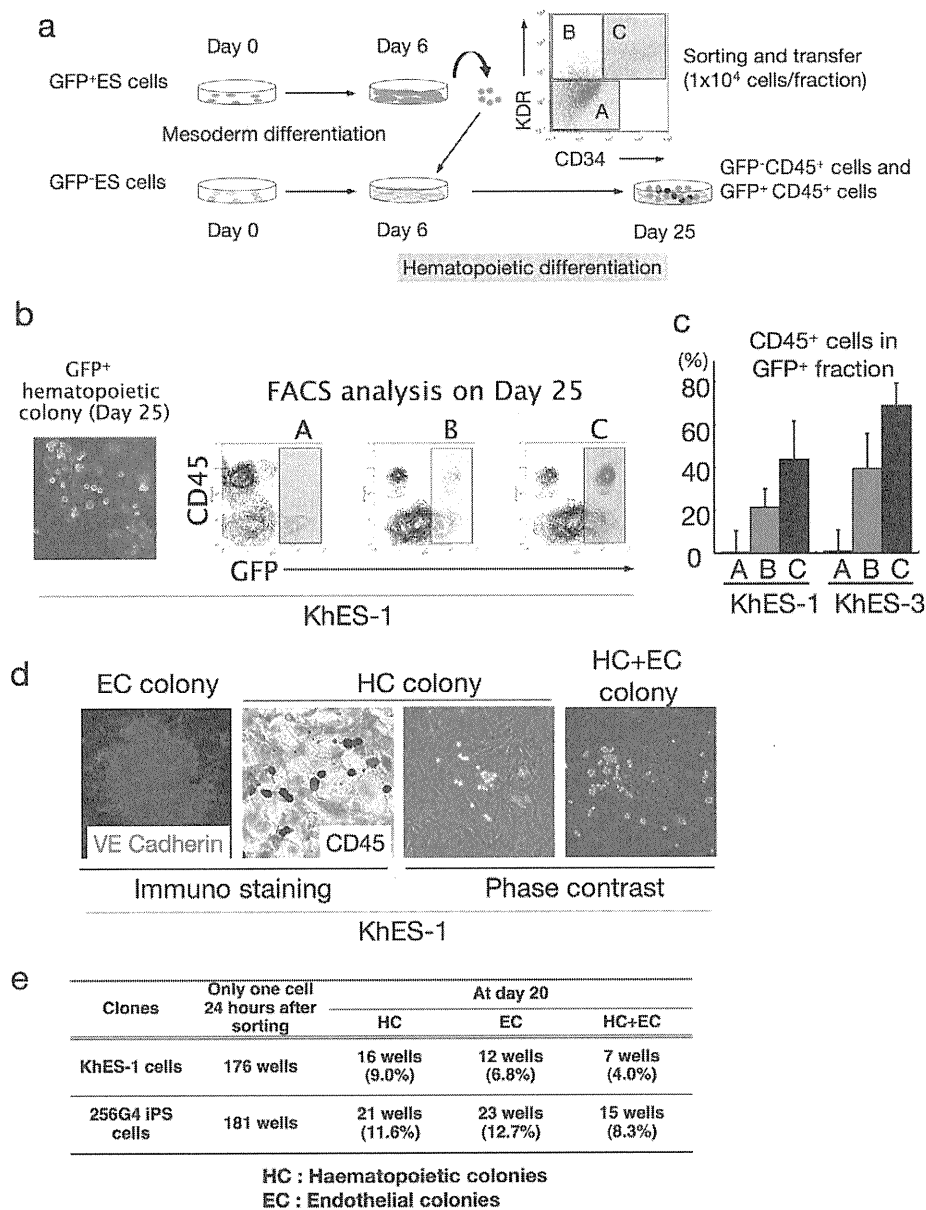 a
Day 0
Day 6
GFP⁺ES cells
Mesoderm differentiation
KDR
B
C
A
CD34
Sorting and transfer
(1x10⁴ cells/fraction)
GFP⁻ES cells
Day 0
Day 6
Day 25
GFP⁻CD45⁺ cells and
GFP⁺ CD45⁺ cells
Hematopoietic differentiation
b
GFP⁺
hematopoietic
colony (Day 25)
FACS analysis on Day 25
A
B
C
CD45
GFP
KhES-1
c
CD45⁺ cells in
GFP⁺ fraction
(%)
80
60
40
20
0
A B C A B C
KhES-1 KhES-3
d
EC colony
HC colony
HC+EC
colony
VE Cadherin
CD45
Immuno staining
Phase contrast
KhES-1
e
Clones
Only one cell
24 hours after
sorting
At day 20
HC EC HC+EC
KhES-1 cells 176 wells 16 wells (9.0%) 12 wells (6.8%) 7 wells (4.0%)
256G4 iPS cells 181 wells 21 wells (11.6%) 23 wells (12.7%) 15 wells (8.3%)
HC : Haematopoietic colonies
EC : Endothelial colonies